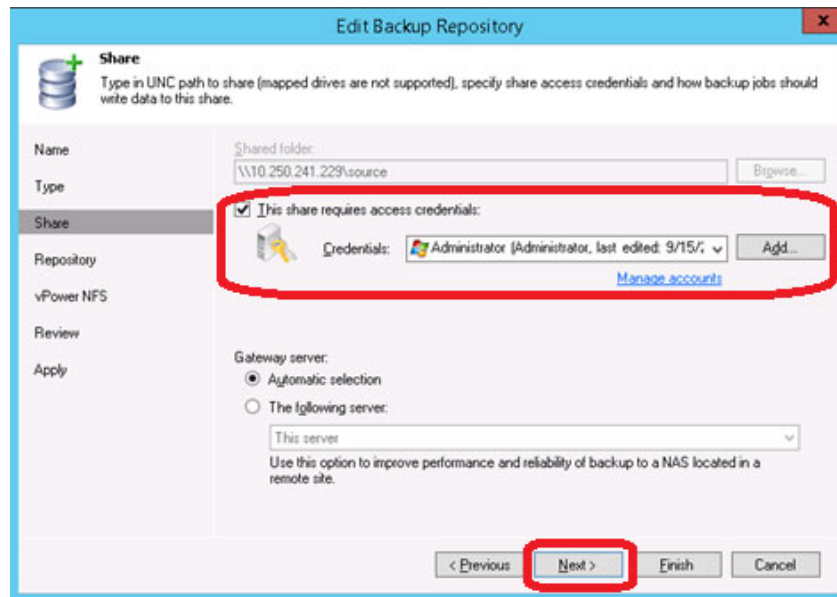 Edit Backup Repository
x
Share
Type in UNC path to share (mapped drives are not supported), specify share access credentials and how backup jobs should
write data to this share.
Name
Type
Share
Repository
vPower NFS
Review
Apply
Shared folder:
\\10.250.241.229\source
Browse...
This share requires access credentials:
Credentials:
Administrator (Administrator, last edited: 9/15/2
Add...
Manage accounts
Gateway server:
Automatic selection
The following server:
This server
Use this option to improve performance and reliability of backup to a NAS located in a
remote site.
< Previous
Next >
Finish
Cancel